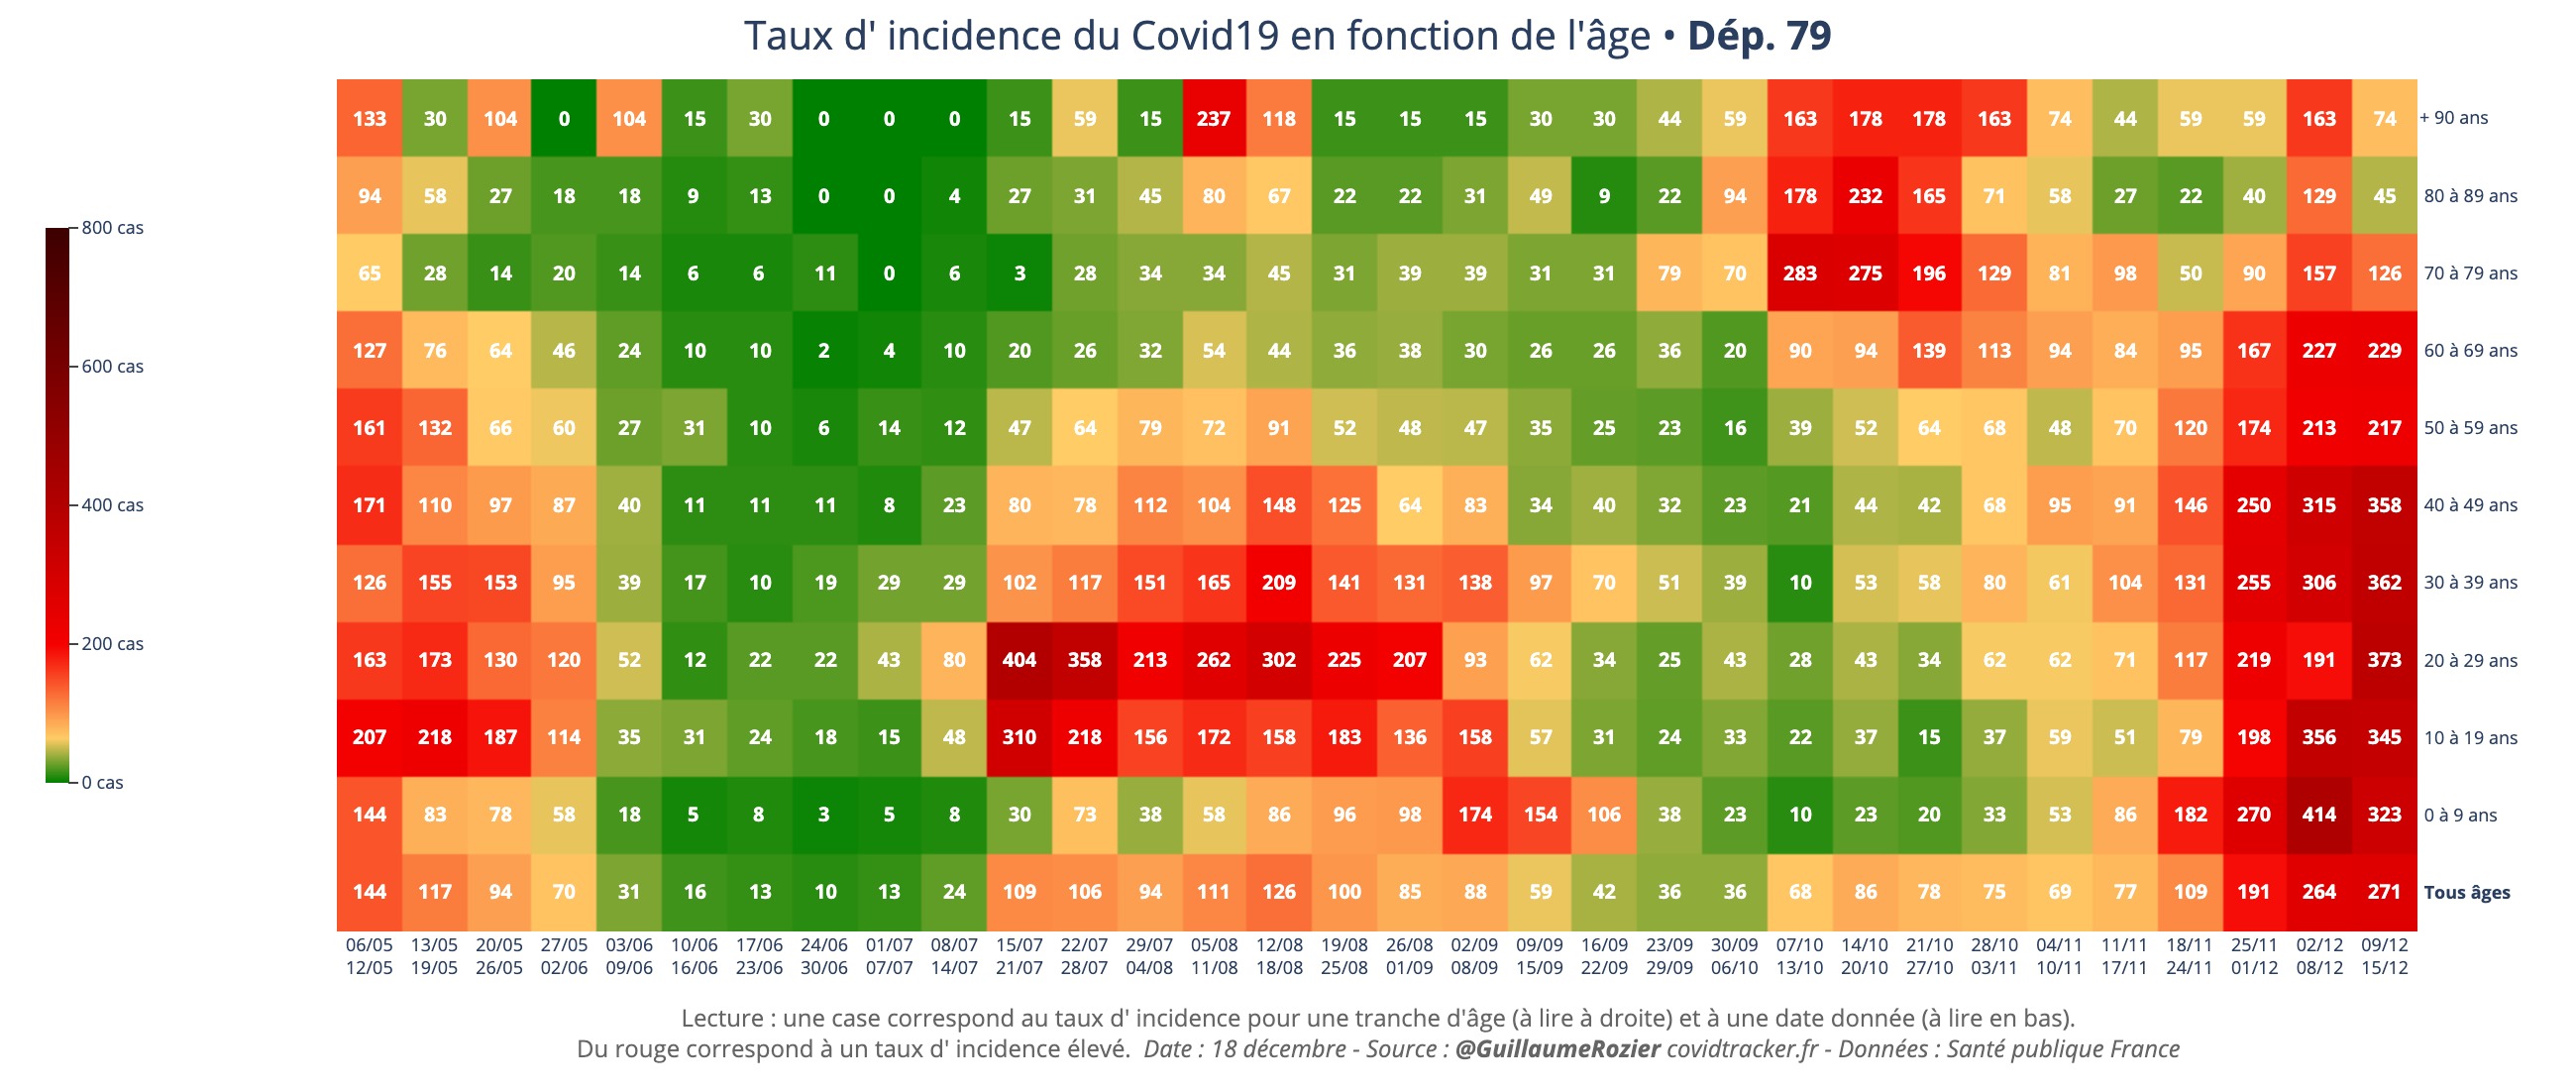 Taux d' incidence du Covid19 en fonction de l'âge • Dép. 79
133 30 104 0 104 15 30 0 0 0 15 59 15 237 118 15 15 15 30 30 44 59 163 178 178 163 74 44 59 59 163 74 + 90 ans
94 58 27 18 18 9 13 0 0 4 27 31 45 80 67 22 22 31 49 9 22 94 178 232 165 71 58 27 22 40 129 45 80 à 89 ans
800 cas
65 28 14 20 14 6 6 11 0 6 3 28 34 34 45 31 39 39 31 31 79 70 283 275 196 129 81 98 50 90 157 126 70 à 79 ans
127 76 64 46 24 10 10 2 4 10 20 26 32 54 44 36 38 30 26 26 36 20 90 94 139 113 94 84 95 167 227 229 60 à 69 ans
600 cas
161 132 66 60 27 31 10 6 14 12 47 64 79 72 91 52 48 47 35 25 23 16 39 52 64 68 48 70 120 174 213 217 50 à 59 ans
400 cas
171 110 97 87 40 11 11 11 8 23 80 78 112 104 148 125 64 83 34 40 32 23 21 44 42 68 95 91 146 250 315 358 40 à 49 ans
126 155 153 95 39 17 10 19 29 29 102 117 151 165 209 141 131 138 97 70 51 39 10 53 58 80 61 104 131 255 306 362 30 à 39 ans
200 cas
163 173 130 120 52 12 22 22 43 80 404 358 213 262 302 225 207 93 62 34 25 43 28 43 34 62 62 71 117 219 191 373 20 à 29 ans
207 218 187 114 35 31 24 18 15 48 310 218 156 172 158 183 136 158 57 31 24 33 22 37 15 37 59 51 79 198 356 345 10 à 19 ans
0 cas
144 83 78 58 18 5 8 3 5 8 30 73 38 58 86 96 98 174 154 106 38 23 10 23 20 33 53 86 182 270 414 323 0 à 9 ans
144 117 94 70 31 16 13 10 13 24 109 106 94 111 126 100 85 88 59 42 36 36 68 86 78 75 69 77 109 191 264 271 Tous âges
06/05 13/05 20/05 27/05 03/06 10/06 17/06 24/06 01/07 08/07 15/07 22/07 29/07 05/08 12/08 19/08 26/08 02/09 09/09 16/09 23/09 30/09 07/10 14/10 21/10 28/10 04/11 11/11 18/11 25/11 02/12 09/12
12/05 19/05 26/05 02/06 09/06 16/06 23/06 30/06 07/07 14/07 21/07 28/07 04/08 11/08 18/08 25/08 01/09 08/09 15/09 22/09 29/09 06/10 13/10 20/10 27/10 03/11 10/11 17/11 24/11 01/12 08/12 15/12
Lecture : une case correspond au taux d' incidence pour une tranche d'âge (à lire à droite) et à une date donnée (à lire en bas).
Du rouge correspond à un taux d' incidence élevé. Date : 18 décembre - Source : @GuillaumeRozier covidtracker.fr - Données : Santé publique France